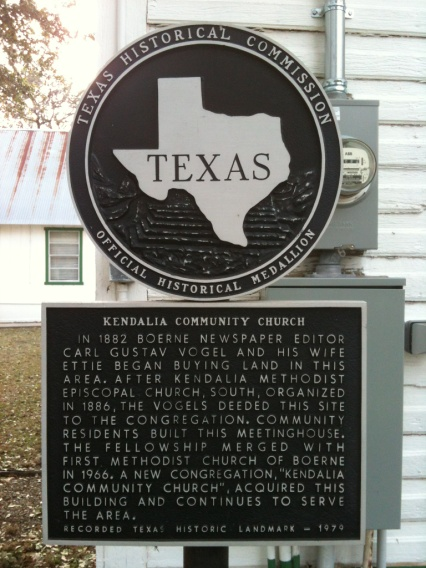 TEXAS HISTORICAL COMMISSION
TEXAS
OFFICIAL HISTORICAL MEDALLION
KENDALIA COMMUNITY CHURCH
IN 1882 BOERNE NEWSPAPER EDITOR
CARL GUSTAV VOGEL AND HIS WIFE
ETTIE BEGAN BUYING LAND IN THIS
AREA. AFTER KENDALIA METHODIST
EPISCOPAL CHURCH, SOUTH, ORGANIZED
IN 1886, THE VOGELS DEEDED THIS SITE
TO THE CONGREGATION. COMMUNITY
RESIDENTS BUILT THIS MEETINGHOUSE.
THE FELLOWSHIP MERGED WITH
FIRST METHODIST CHURCH OF BOERNE
IN 1966. A NEW CONGREGATION, "KENDALIA
COMMUNITY CHURCH", ACQUIRED THIS
BUILDING AND CONTINUES TO SERVE
THE AREA.
RECORDED TEXAS HISTORIC LANDMARK – 1979